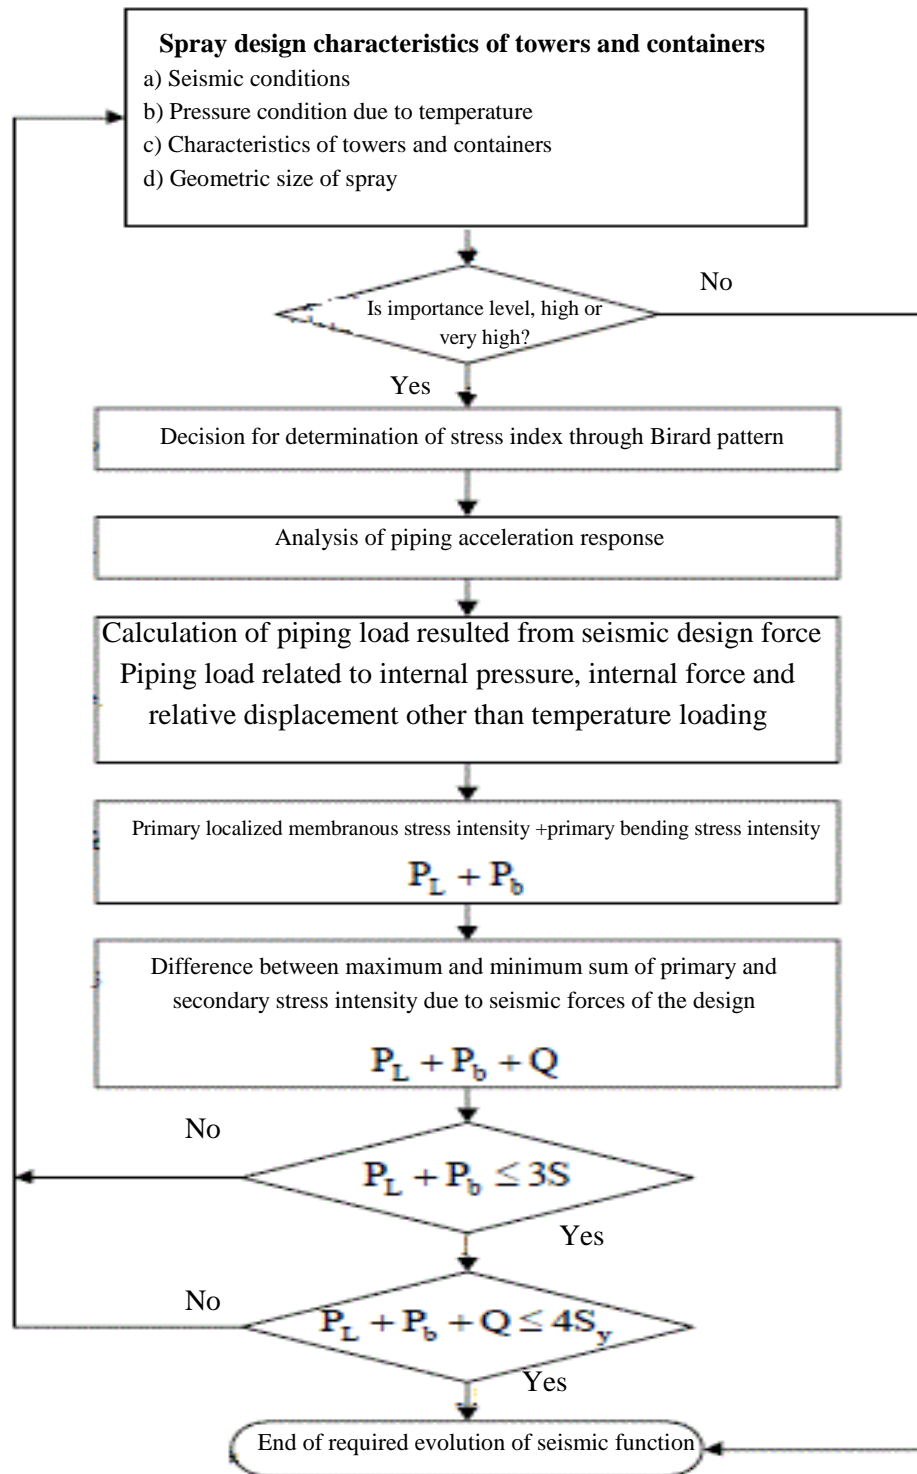 Spray design characteristics of towers and containers
a) Seismic conditions
b) Pressure condition due to temperature
c) Characteristics of towers and containers
d) Geometric size of spray
No
Is importance level, high or
very high?
Yes
Decision for determination of stress index through Birard pattern
Analysis of piping acceleration response
Calculation of piping load resulted from seismic design force
Piping load related to internal pressure, internal force and
relative displacement other than temperature loading
Primary localized membranous stress intensity +primary bending stress intensity
P_L + P_b
Difference between maximum and minimum sum of primary and
secondary stress intensity due to seismic forces of the design
P_L + P_b + Q
No
P_L + P_b ≤ 3S
Yes
No
P_L + P_b + Q ≤ 4S_y
Yes
End of required evolution of seismic function